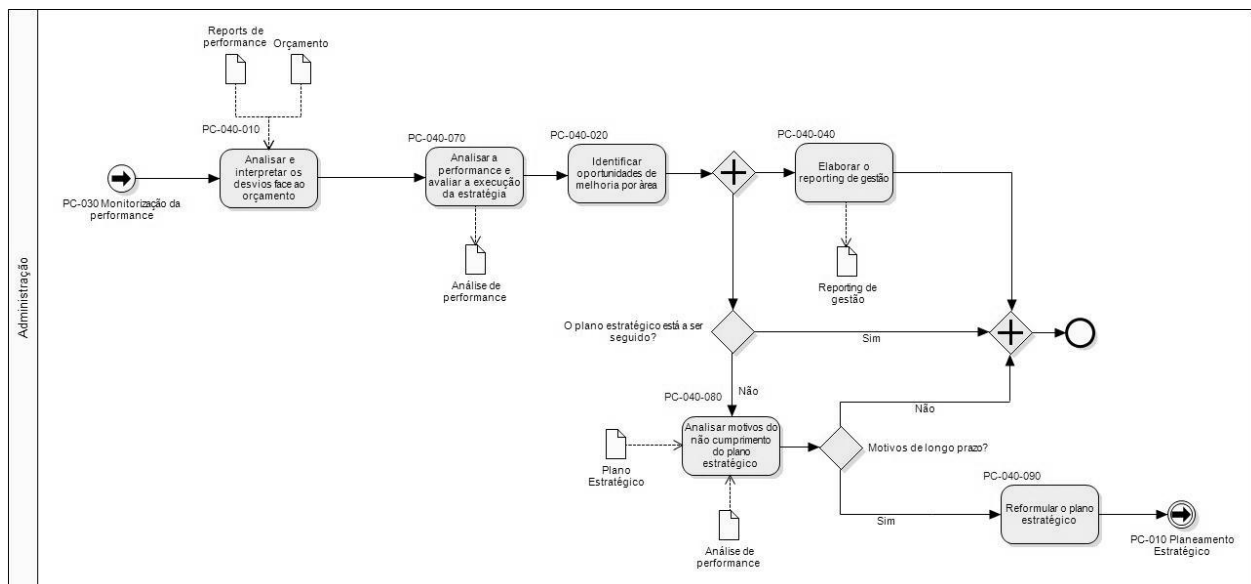 Administração
Reports de
performance
Orçamento
PC-040-010
Analisar e
interpretar os
desvios face ao
orçamento
PC-030 Monitorização da
performance
PC-040-070
Analisar a
performance e
avaliar a execução
da estratégia
Análise de
performance
PC-040-020
Identificar
oportunidades de
melhoria por área
PC-040-040
Elaborar o
reporting de gestão
Reporting de
gestão
O plano estratégico está a ser
seguido?
Sim
Não
PC-040-080
Analisar motivos do
não cumprimento
do plano
estratégico
Plano
Estratégico
Análise de
performance
Motivos de longo prazo?
Não
Sim
PC-040-090
Reformular o plano
estratégico
PC-010 Planeamento
Estratégico